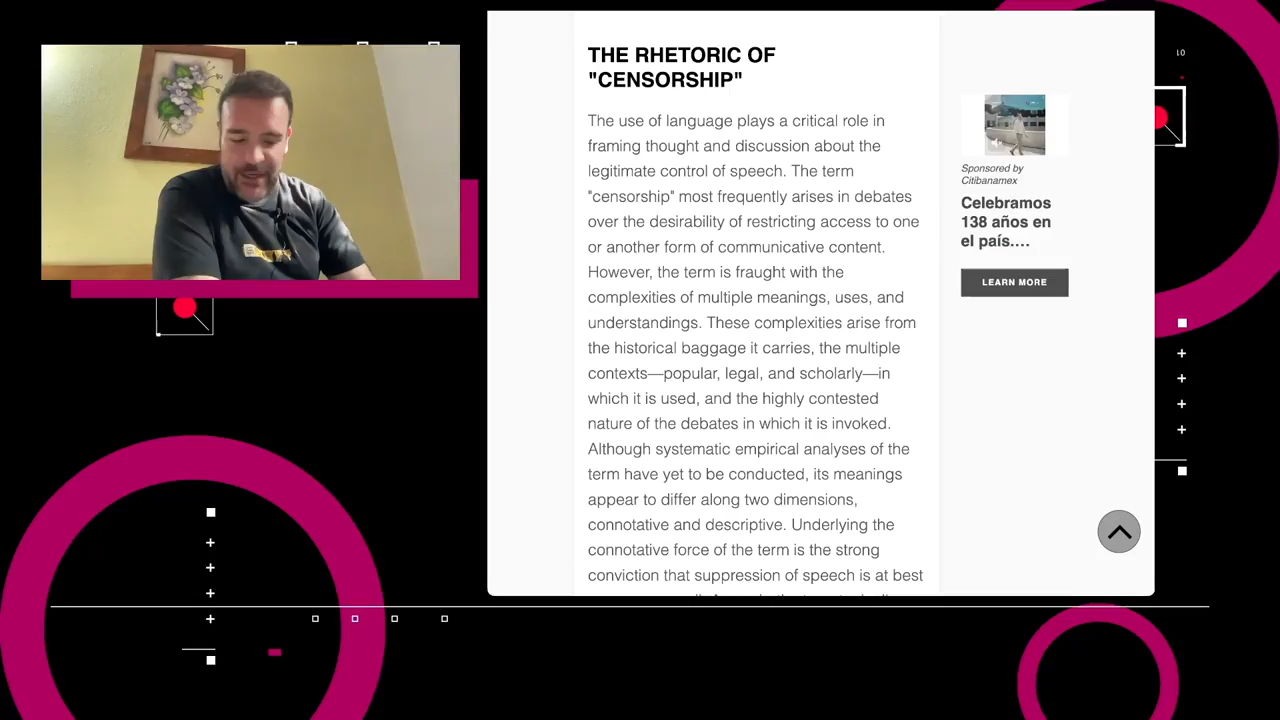 THE RHETORIC OF
"CENSORSHIP"
The use of language plays a critical role in
framing thought and discussion about the
legitimate control of speech. The term
"censorship" most frequently arises in debates
over the desirability of restricting access to one
or another form of communicative content.
However, the term is fraught with the
complexities of multiple meanings, uses, and
understandings. These complexities arise from
the historical baggage it carries, the multiple
contexts—popular, legal, and scholarly—in
which it is used, and the highly contested
nature of the debates in which it is invoked.
Although systematic empirical analyses of the
term have yet to be conducted, its meanings
appear to differ along two dimensions,
connotative and descriptive. Underlying the
connotative force of the term is the strong
conviction that suppression of speech is at best
Sponsored by
Citibanamex
Celebramos
138 años en
el país....
LEARN MORE